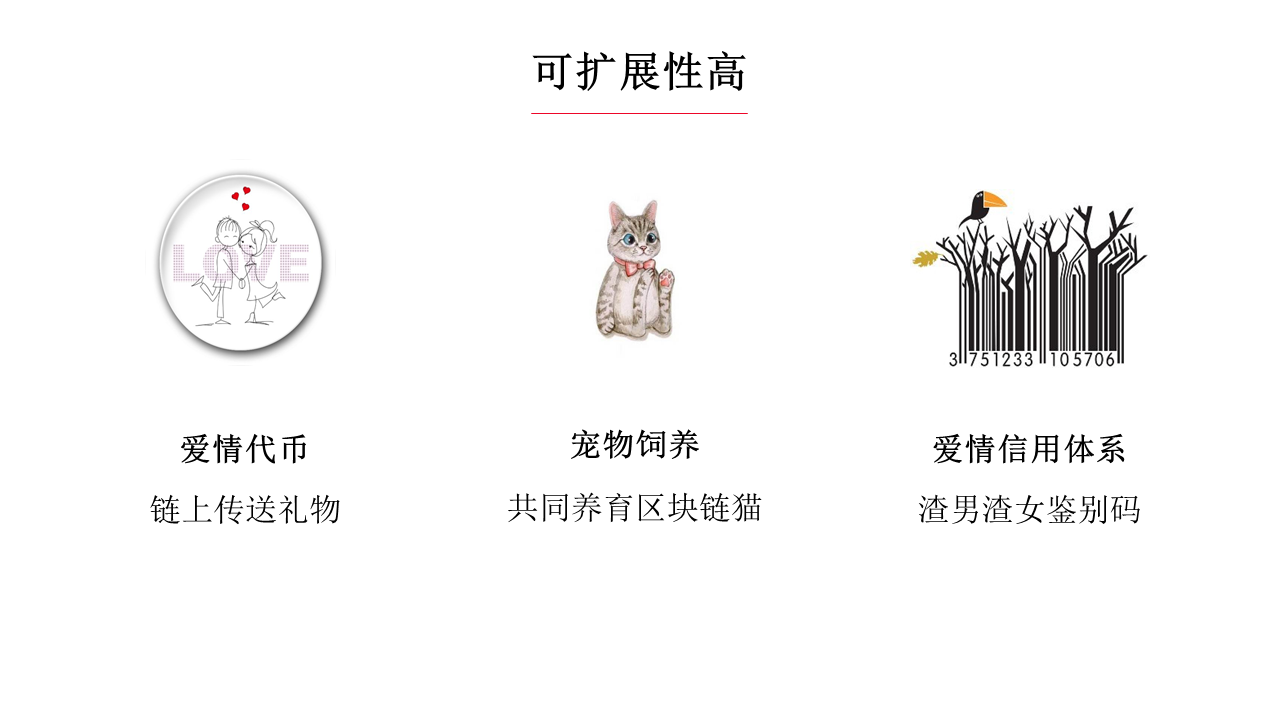 可扩展性高
LOVE
3 751233 105706
爱情代币
宠物饲养
爱情信用体系
链上传送礼物
共同养育区块链猫
渣男渣女鉴别码